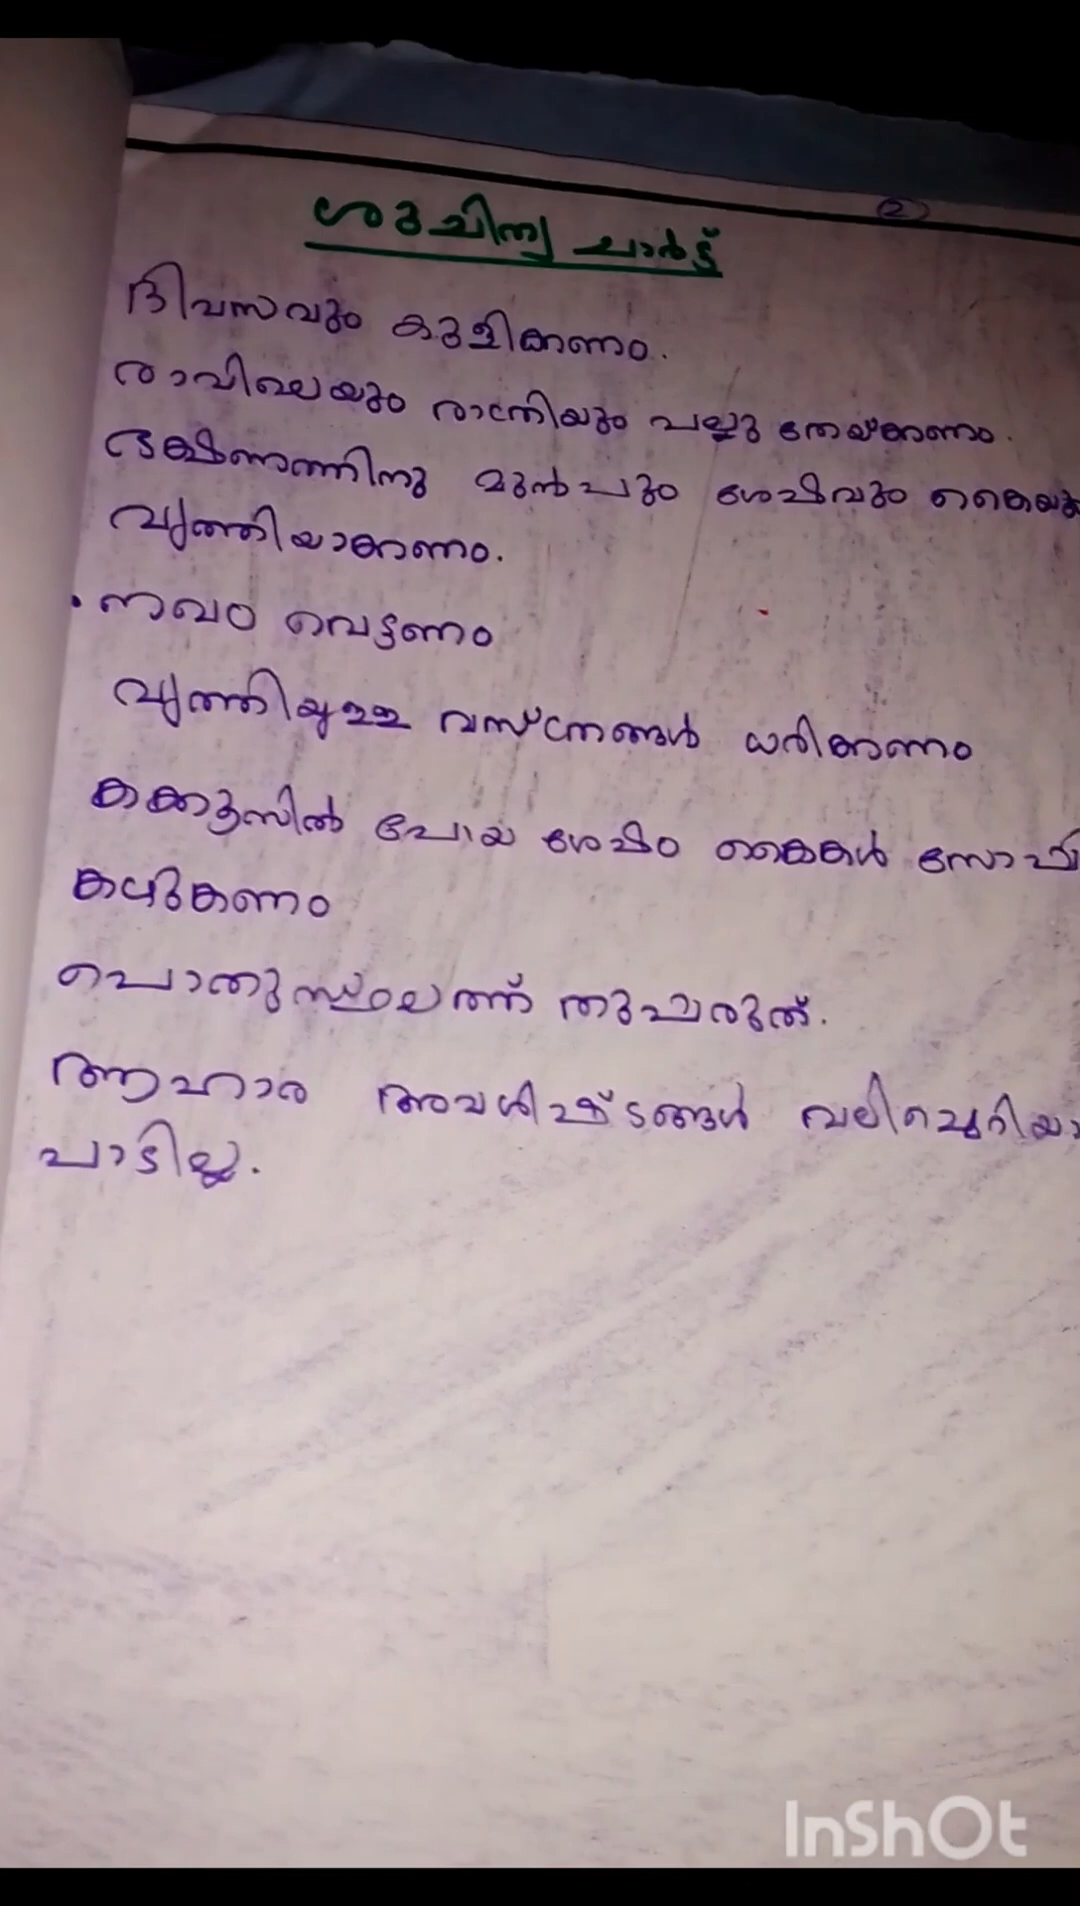 2
ശുചിത്വ ചാർട്ട്
ദിവസവും കുളിക്കണം.
രാവിലെയും രാത്രിയും പല്ലു തേയ്ക്കണം.
ഭക്ഷണത്തിനു മുൻപും ശേഷവും
വൃത്തിയാക്കണം.
• നഖം വെട്ടണം
വൃത്തിയുള്ള വസ്ത്രങ്ങൾ ധരിക്കണം
കക്കൂസിൽ പോയ ശേഷം കൈകൾ
കഴുകണം
പൊതുസ്ഥലത്ത് തുപ്പരുത്.
ആഹാര അവശിഷ്ടങ്ങൾ
പാടില്ല.
InShOt